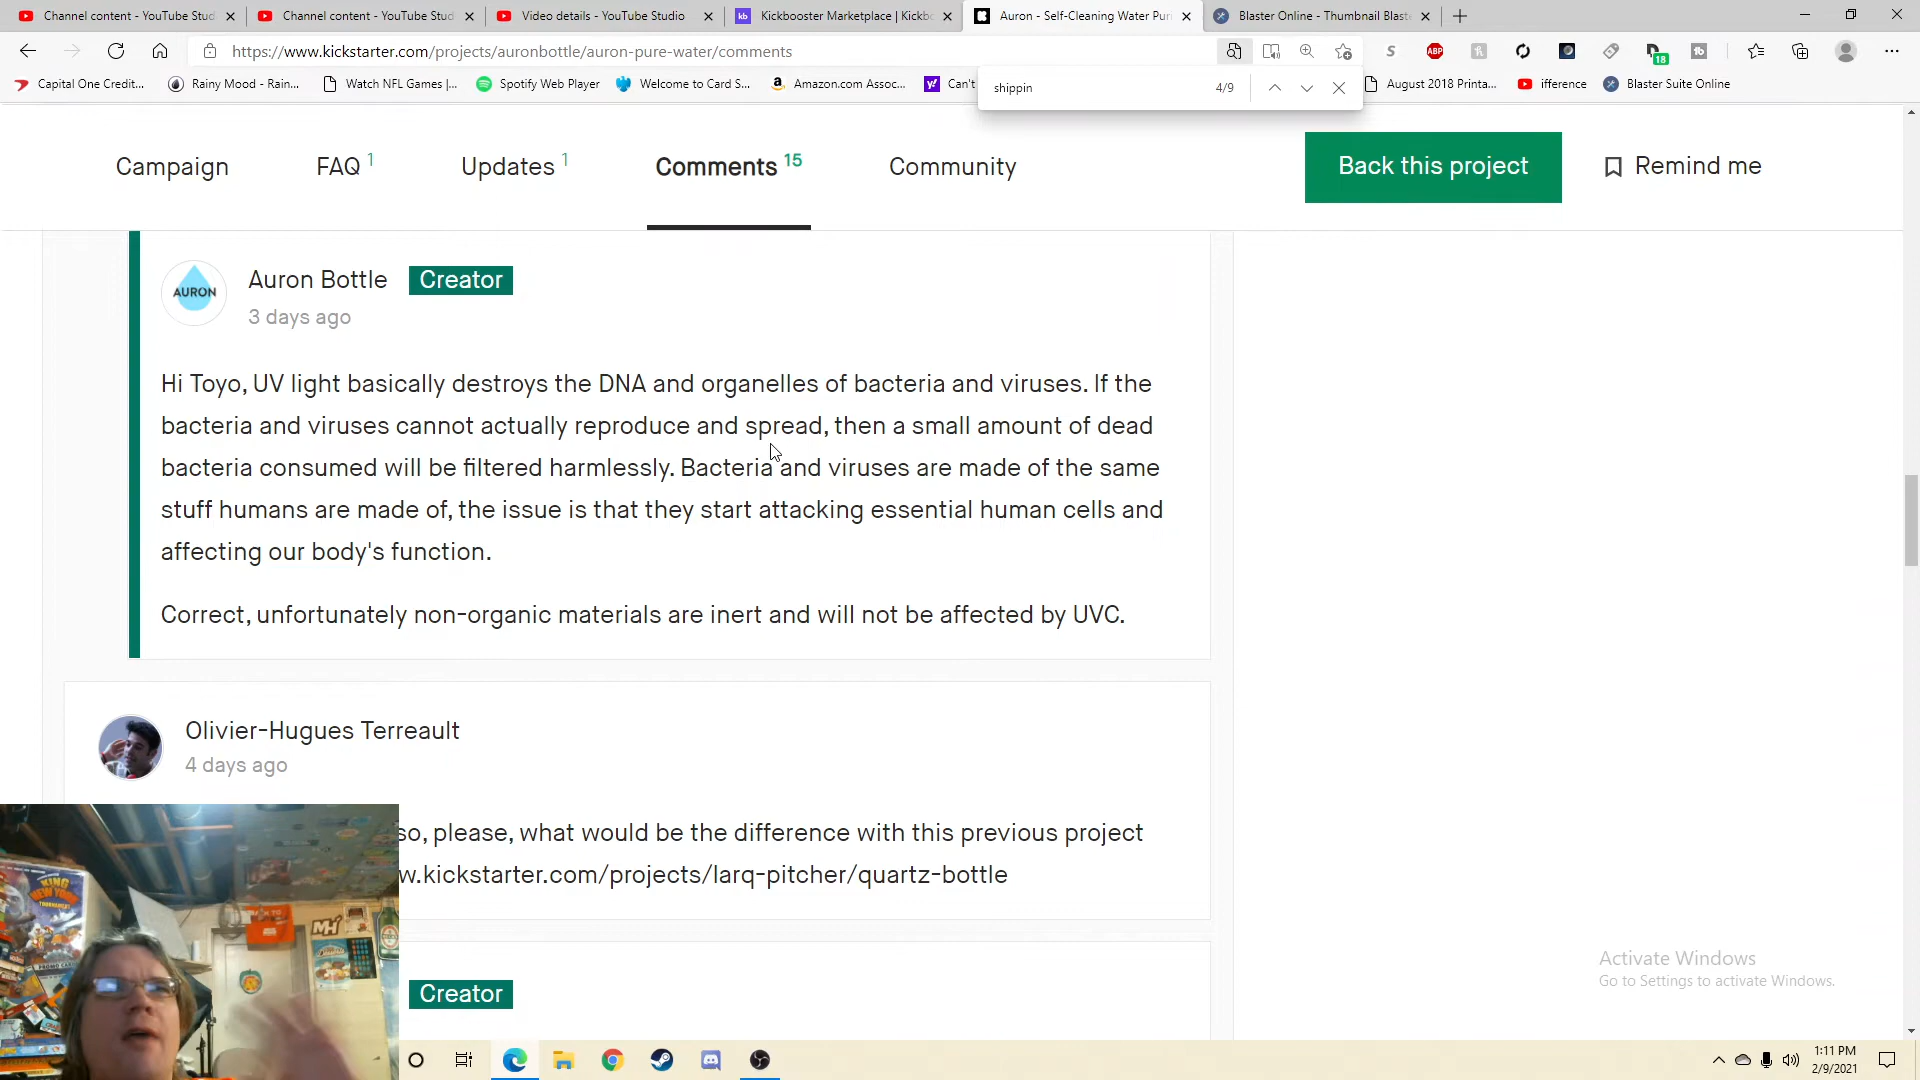 Channel content - YouTube Stud
Channel content - YouTube Stud
Video details - YouTube Studio
kb
Kickbooster Marketplace | Kickb
Auron - Self-Cleaning Water Puri
Blaster Online - Thumbnail Blast
https://www.kickstarter.com/projects/auronbottle/auron-pure-water/comments
S
ABP
18
tb
Capital One Credit...
Rainy Mood - Rain...
Watch NFL Games |...
Spotify Web Player
Welcome to Card S...
Amazon.com Assoc...
Can't
August 2018 Printa...
ifference
Blaster Suite Online
shippin
4/9
Campaign
FAQ 1
Updates 1
Comments 15
Community
Back this project
Remind me
AURON
Auron Bottle
Creator
3 days ago
Hi Toyo, UV light basically destroys the DNA and organelles of bacteria and viruses. If the
bacteria and viruses cannot actually reproduce and spread, then a small amount of dead
bacteria consumed will be filtered harmlessly. Bacteria and viruses are made of the same
stuff humans are made of, the issue is that they start attacking essential human cells and
affecting our body's function.
Correct, unfortunately non-organic materials are inert and will not be affected by UVC.
Olivier-Hugues Terreault
4 days ago
so, please, what would be the difference with this previous project
w.kickstarter.com/projects/larq-pitcher/quartz-bottle
Creator
KING
NEW YORK
MH
Activate Windows
Go to Settings to activate Windows.
1:11 PM
2/9/2021